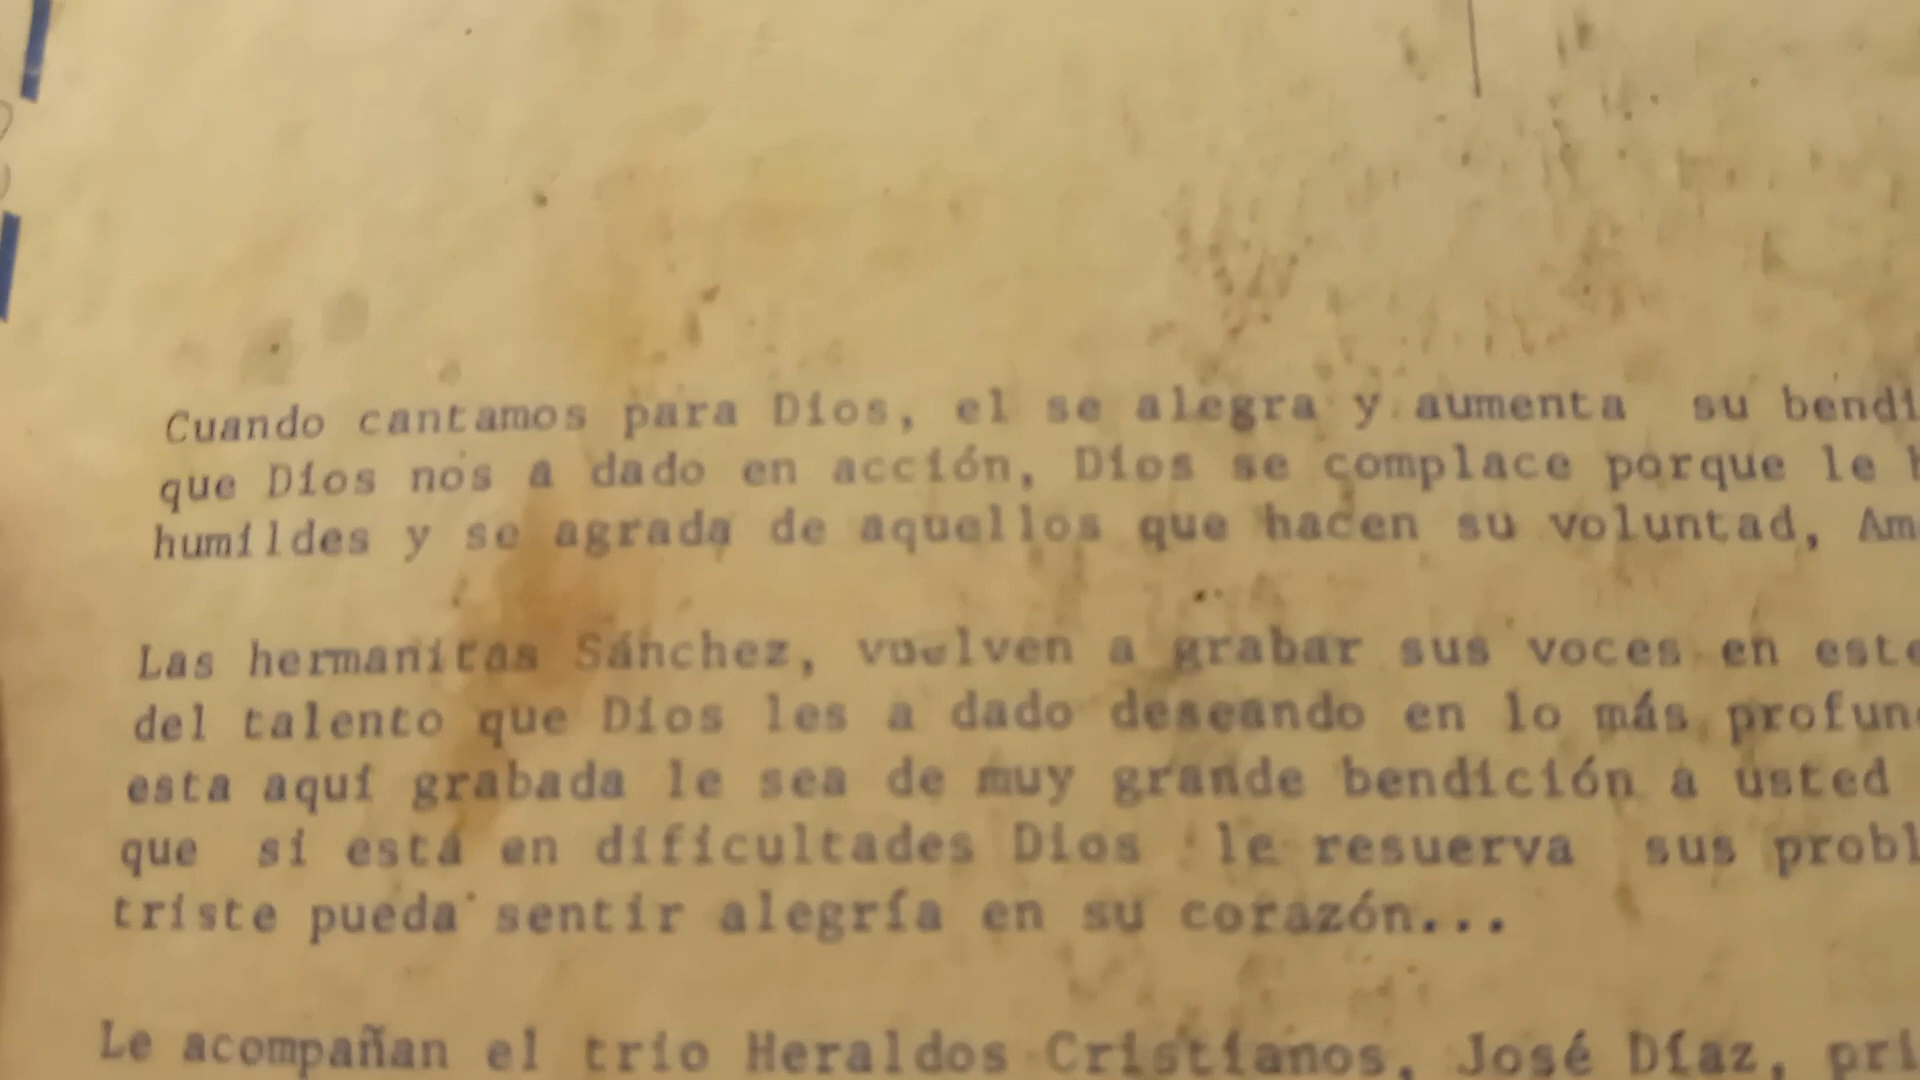 Cuando cantamos para Dios, el se alegra y aumenta su bendi
que Dios nos a dado en acción, Dios se complace porque le
humildes y se agrada de aquellos que hacen su voluntad, Am
Las hermanitas Sánchez, vuelven a grabar sus voces en este
del talento que Dios les a dado deseando en lo más profun
esta aquí grabada le sea de muy grande bendición a usted
que si está en dificultades Dios le resuerva sus probl
triste pueda sentir alegría en su corazón...
Le acompañan el trio Heraldos Cristianos, José Díaz, pri